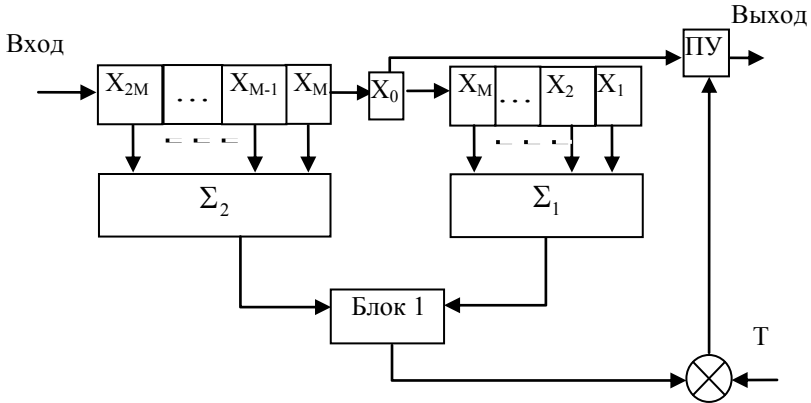 Выход
Вход
ПУ
X₂ₘ ... Xₘ₋₁ Xₘ X₀ Xₘ ... X₂ X₁
Σ₂ Σ₁
Блок 1
T